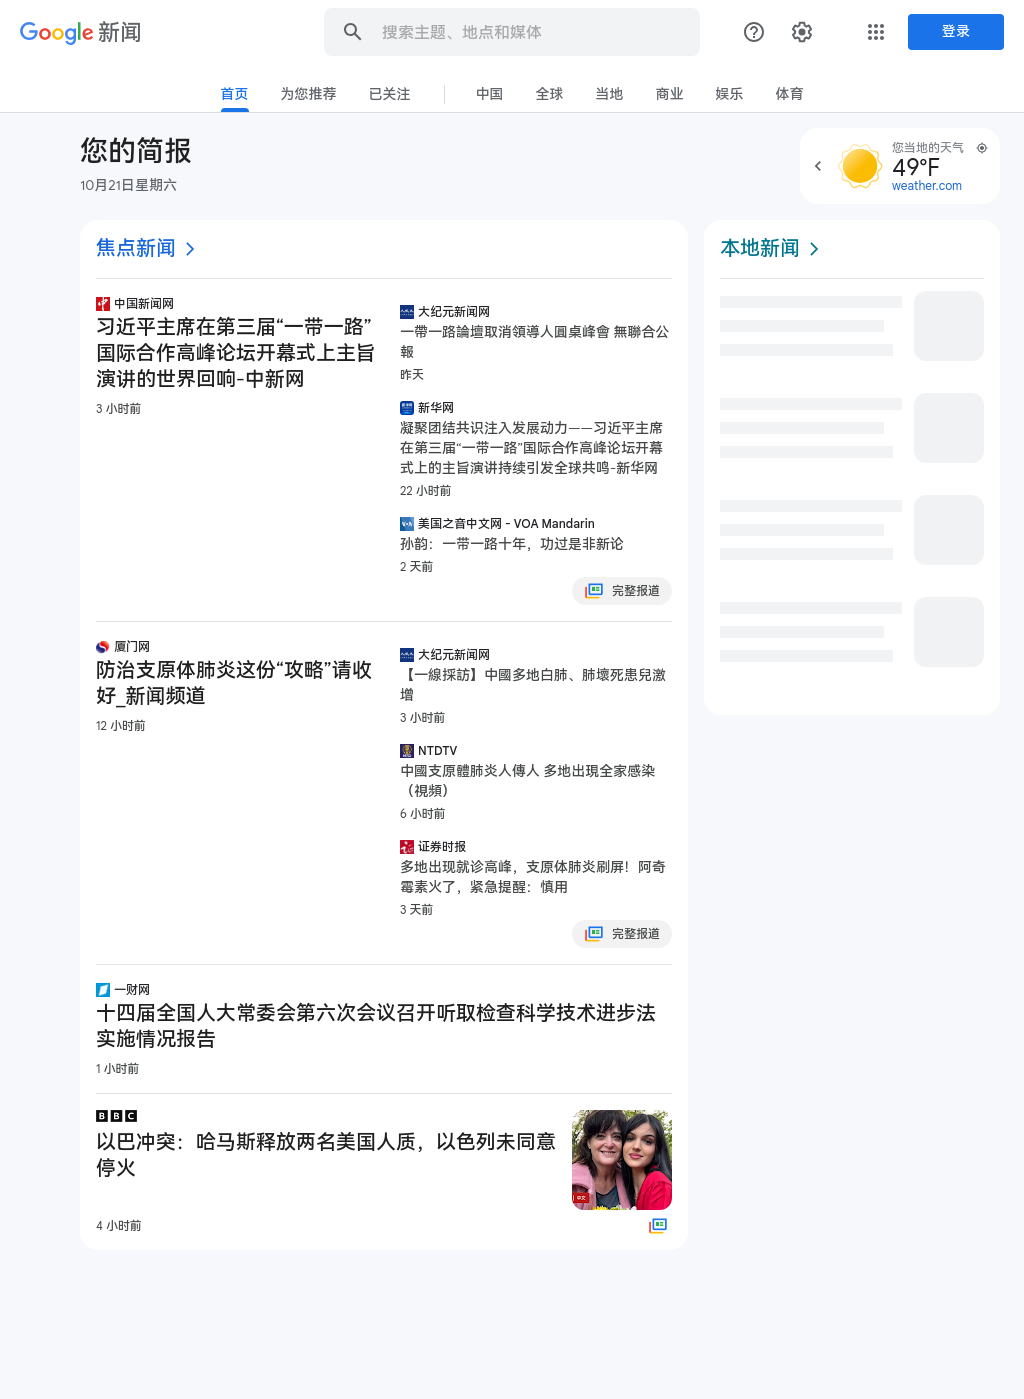 Google 新闻
搜索主题、地点和媒体
登录
首页
为您推荐
已关注
中国
全球
当地
商业
娱乐
体育
您的简报
10月21日星期六
您当地的天气
49°F
weather.com
焦点新闻
中国新闻网
习近平主席在第三届“一带一路”
国际合作高峰论坛开幕式上主旨
演讲的世界回响-中新网
3 小时前
大纪元新闻网
一帶一路論壇取消領導人圓桌峰會 無聯合公
報
昨天
新华网
凝聚团结共识注入发展动力——习近平主席
在第三届“一带一路”国际合作高峰论坛开幕
式上的主旨演讲持续引发全球共鸣-新华网
22 小时前
美国之音中文网 - VOA Mandarin
孙韵：一带一路十年，功过是非新论
2 天前
完整报道
厦门网
防治支原体肺炎这份“攻略”请收
好_新闻频道
12 小时前
大纪元新闻网
【一線採訪】中國多地白肺、肺壞死患兒激
增
3 小时前
NTDTV
中國支原體肺炎人傳人 多地出現全家感染
（視頻）
6 小时前
证券时报
多地出现就诊高峰，支原体肺炎刷屏！阿奇
霉素火了，紧急提醒：慎用
3 天前
完整报道
一财网
十四届全国人大常委会第六次会议召开听取检查科学技术进步法
实施情况报告
1 小时前
BBC
以巴冲突：哈马斯释放两名美国人质，以色列未同意
停火
4 小时前
本地新闻